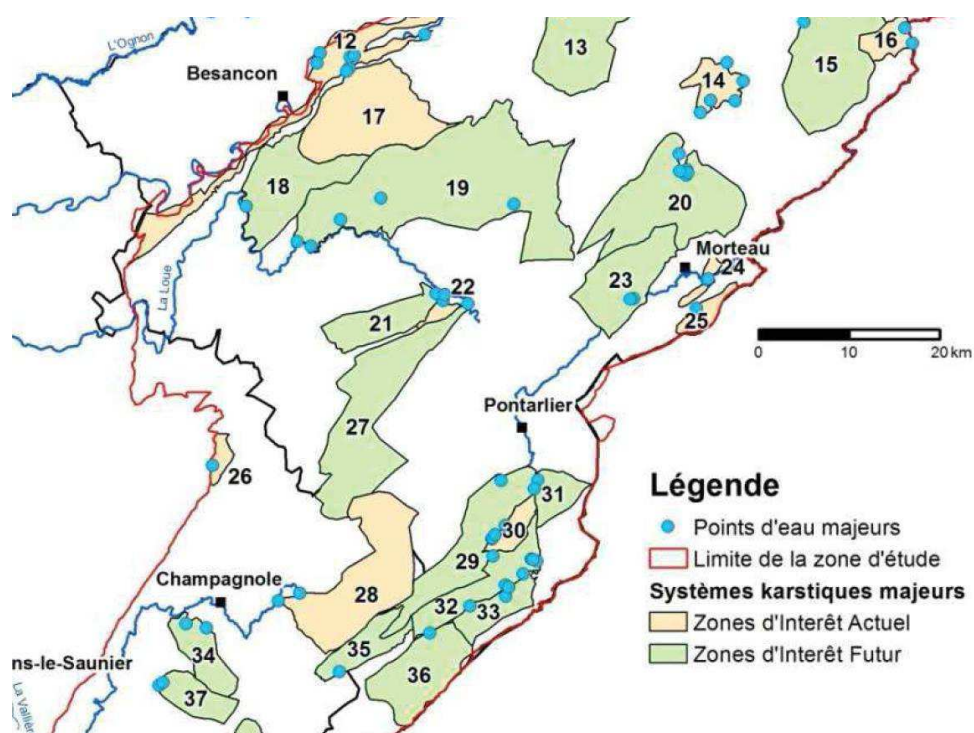 L'Ognon
12
13
14
15
16
Besancon
17
18
19
20
La Loue
Morteau
24
23
22
21
25
0 10 20 km
27
Pontarlier
26
31
30
29
28
Champagnole
32
33
34
35
36
37
ns-le-Saunier
La Valliè
Légende
Points d'eau majeurs
Limite de la zone d'étude
Systèmes karstiques majeurs
Zones d'Interêt Actuel
Zones d'Interêt Futur